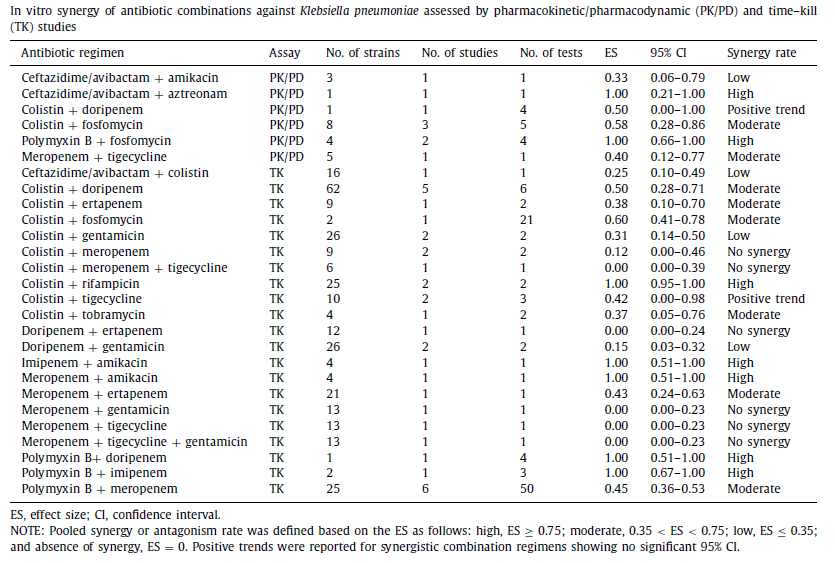 In vitro synergy of antibiotic combinations against Klebsiella pneumoniae assessed by pharmacokinetic/pharmacodynamic (PK/PD) and time–kill
(TK) studies
Antibiotic regimen Assay No. of strains No. of studies No. of tests ES 95% CI Synergy rate
Ceftazidime/avibactam + amikacin PK/PD 3 1 1 0.33 0.06–0.79 Low
Ceftazidime/avibactam + aztreonam PK/PD 1 1 1 1.00 0.21–1.00 High
Colistin + doripenem PK/PD 1 1 4 0.50 0.00–1.00 Positive trend
Colistin + fosfomycin PK/PD 8 3 5 0.58 0.28–0.86 Moderate
Polymyxin B + fosfomycin PK/PD 4 2 4 1.00 0.66–1.00 High
Meropenem + tigecycline PK/PD 5 1 1 0.40 0.12–0.77 Moderate
Ceftazidime/avibactam + colistin TK 16 1 1 0.25 0.10–0.49 Low
Colistin + doripenem TK 62 5 6 0.50 0.28–0.71 Moderate
Colistin + ertapenem TK 9 1 2 0.38 0.10–0.70 Moderate
Colistin + fosfomycin TK 2 1 21 0.60 0.41–0.78 Moderate
Colistin + gentamicin TK 26 2 2 0.31 0.14–0.50 Low
Colistin + meropenem TK 9 2 2 0.12 0.00–0.46 No synergy
Colistin + meropenem + tigecycline TK 6 1 1 0.00 0.00–0.39 No synergy
Colistin + rifampicin TK 25 2 2 1.00 0.95–1.00 High
Colistin + tigecycline TK 10 2 3 0.42 0.00–0.98 Positive trend
Colistin + tobramycin TK 4 1 2 0.37 0.05–0.76 Moderate
Doripenem + ertapenem TK 12 1 1 0.00 0.00–0.24 No synergy
Doripenem + gentamicin TK 26 2 2 0.15 0.03–0.32 Low
Imipenem + amikacin TK 4 1 1 1.00 0.51–1.00 High
Meropenem + amikacin TK 4 1 1 1.00 0.51–1.00 High
Meropenem + ertapenem TK 21 1 1 0.43 0.24–0.63 Moderate
Meropenem + gentamicin TK 13 1 1 0.00 0.00–0.23 No synergy
Meropenem + tigecycline TK 13 1 1 0.00 0.00–0.23 No synergy
Meropenem + tigecycline + gentamicin TK 13 1 1 0.00 0.00–0.23 No synergy
Polymyxin B+ doripenem TK 1 1 4 1.00 0.51–1.00 High
Polymyxin B + imipenem TK 2 1 3 1.00 0.67–1.00 High
Polymyxin B + meropenem TK 25 6 50 0.45 0.36–0.53 Moderate
ES, effect size; CI, confidence interval.
NOTE: Pooled synergy or antagonism rate was defined based on the ES as follows: high, ES ≥ 0.75; moderate, 0.35 < ES < 0.75; low, ES ≤ 0.35;
and absence of synergy, ES = 0. Positive trends were reported for synergistic combination regimens showing no significant 95% CI.